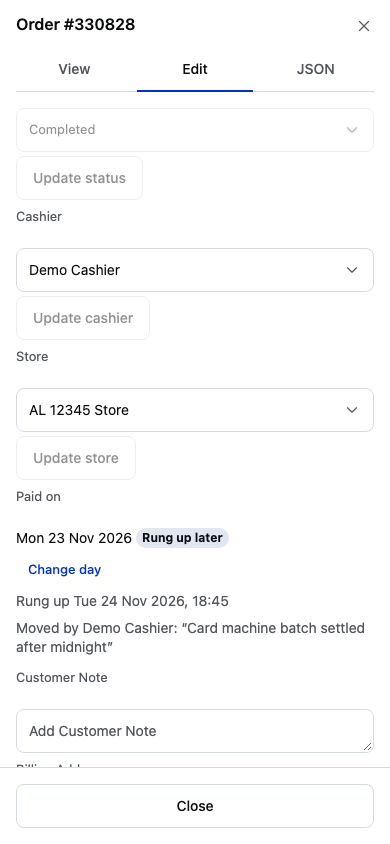 Order #330828
View
Edit
JSON
Completed
Update status
Cashier
Demo Cashier
Update cashier
Store
AL 12345 Store
Update store
Paid on
Mon 23 Nov 2026 Rung up later
Change day
Rung up Tue 24 Nov 2026, 18:45
Moved by Demo Cashier: “Card machine batch settled
after midnight”
Customer Note
Add Customer Note
Close